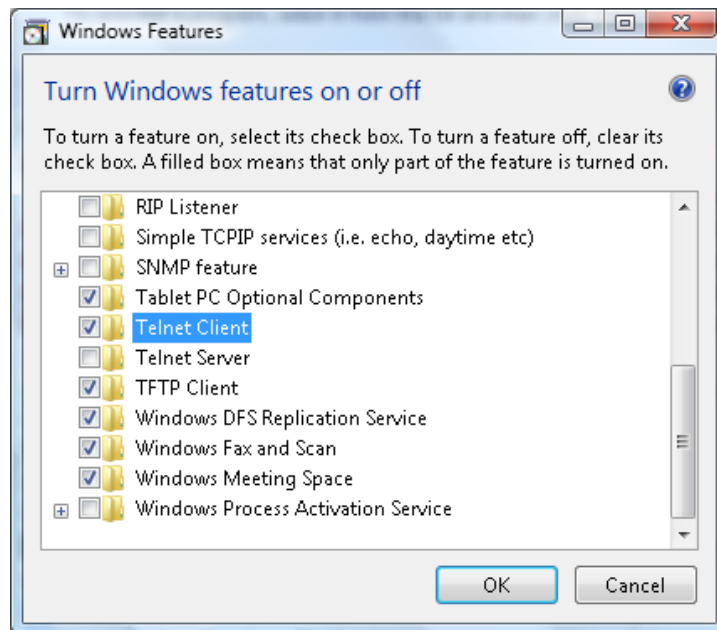 Windows Features
Turn Windows features on or off
To turn a feature on, select its check box. To turn a feature off, clear its
check box. A filled box means that only part of the feature is turned on.
RIP Listener
Simple TCPIP services (i.e. echo, daytime etc)
SNMP feature
Tablet PC Optional Components
Telnet Client
Telnet Server
TFTP Client
Windows DFS Replication Service
Windows Fax and Scan
Windows Meeting Space
Windows Process Activation Service
OK Cancel